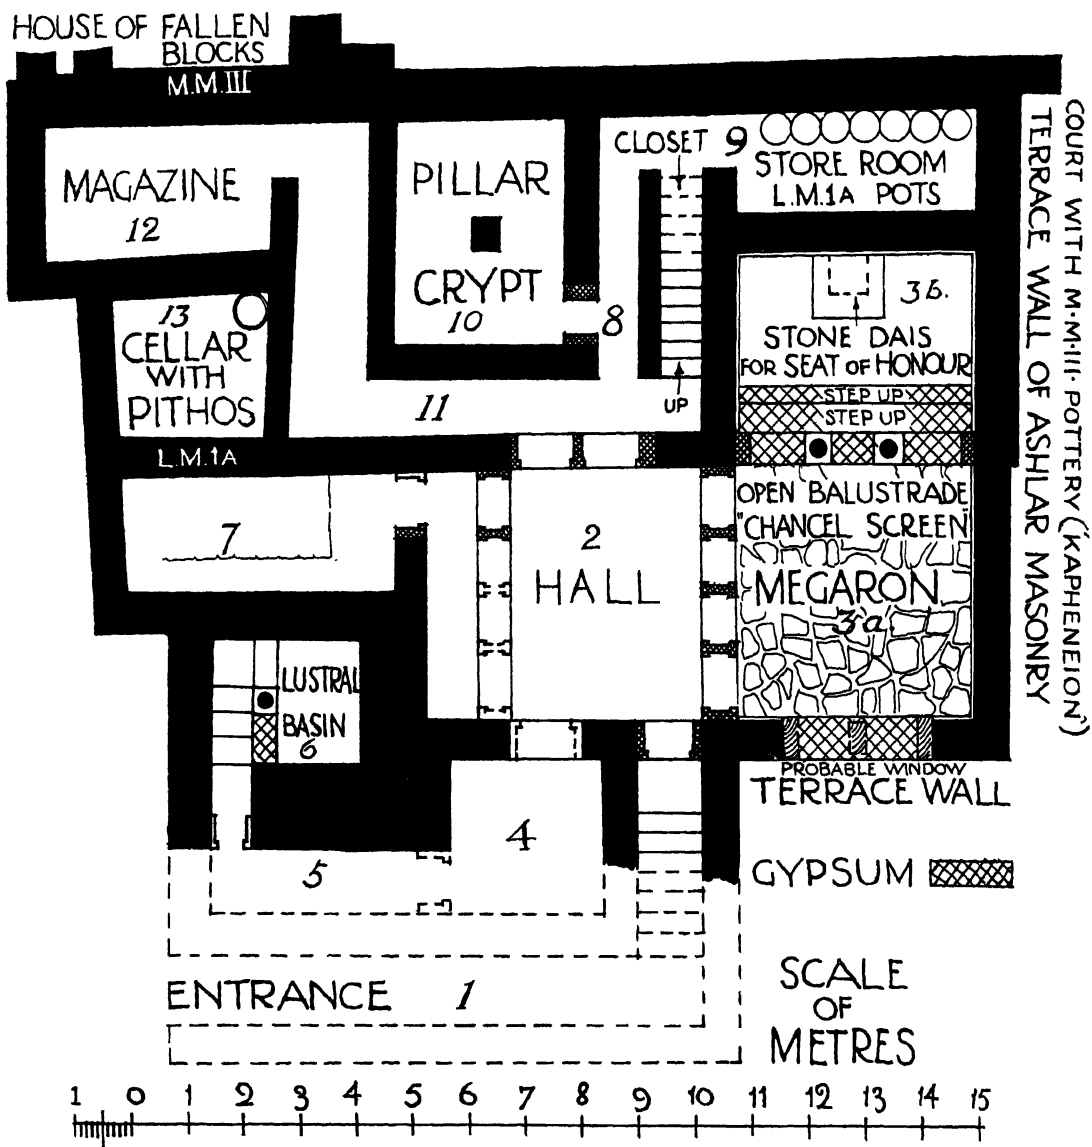 HOUSE OF FALLEN
BLOCKS
M.M.III
MAGAZINE
12
PILLAR
CRYPT
10
CLOSET
9
STORE ROOM
L.M.1A POTS
13
CELLAR
WITH
PITHOS
8
11
UP
3b.
STONE DAIS
FOR SEAT OF HONOUR
STEP UP
STEP UP
L.M.1A
7
2
HALL
OPEN BALUSTRADE
"CHANCEL SCREEN"
MEGARON
3a.
LUSTRAL
BASIN
6
PROBABLE WINDOW
TERRACE WALL
4
5
GYPSUM
ENTRANCE 1
SCALE
OF
METRES
1 0 1 2 3 4 5 6 7 8 9 10 11 12 13 14 15
COURT WITH M·M·III·POTTERY ('KAPHENEION')
TERRACE WALL OF ASHLAR MASONRY